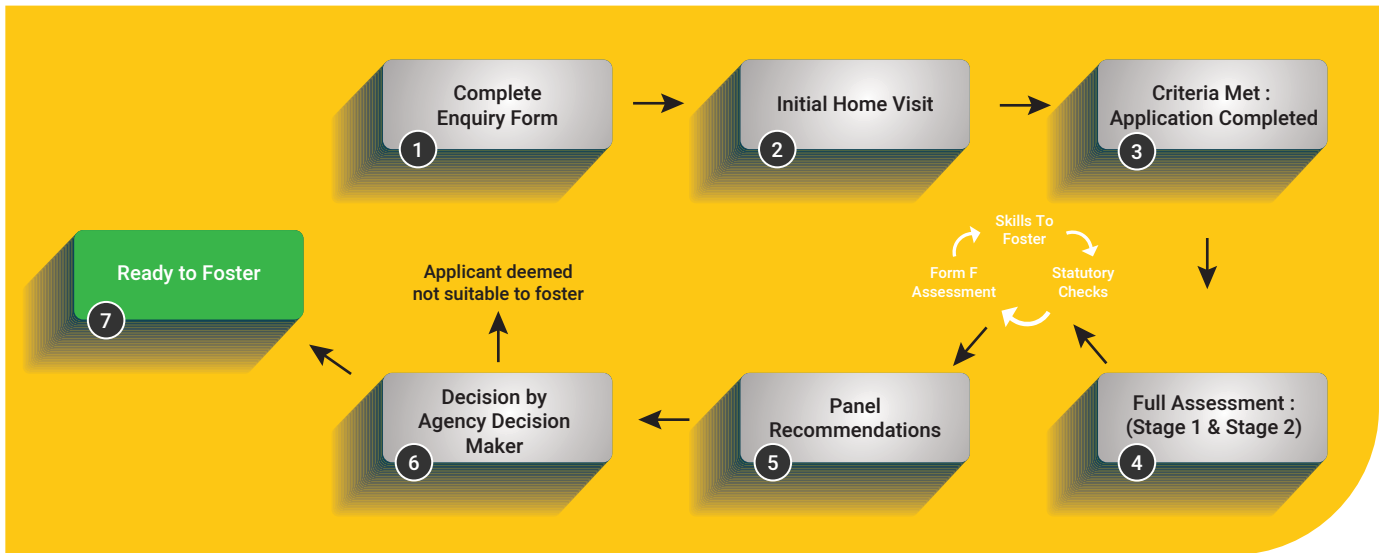 Complete
Enquiry Form
1
Initial Home Visit
2
Criteria Met :
Application Completed
3
Skills To
Foster
Statutory
Checks
Form F
Assessment
Full Assessment :
(Stage 1 & Stage 2)
4
Panel
Recommendations
5
Decision by
Agency Decision
Maker
6
Applicant deemed
not suitable to foster
Ready to Foster
7